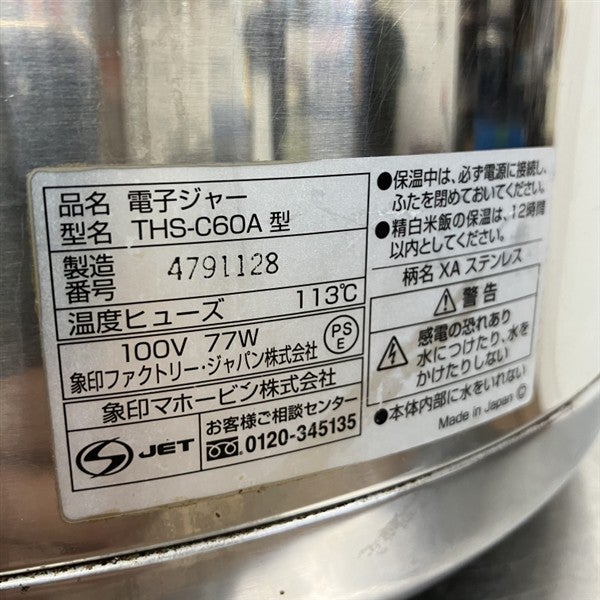 品名 電子ジャー
型名 THS-C60A 型
製造番号 4791128
温度ヒューズ 113℃
100V 77W
象印ファクトリー・ジャパン株式会社
PS
E
象印マホービン株式会社
JET
お客様ご相談センター
0120-345135
●保温中は、必ず電源に接続し、
ふたを閉めておいてください。
●精白米飯の保温は、12時間
以内としてください。
柄名 XA ステンレス
警告
感電の恐れあり
水につけたり、水を
かけたりしない
●本体内部に水をいれない
Made in Japan Ⓒ